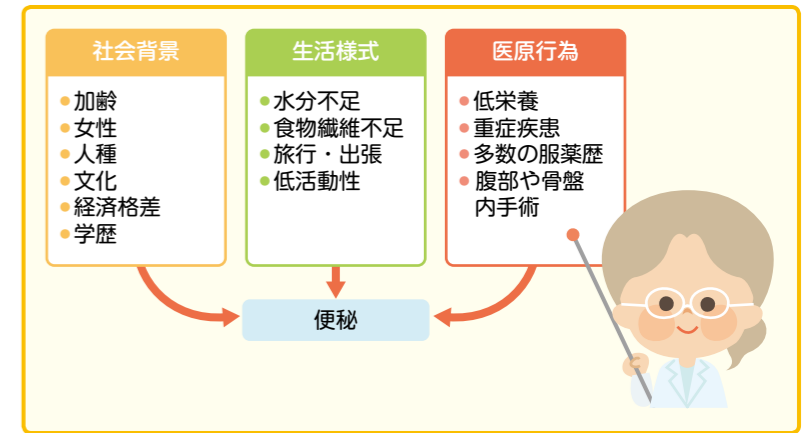 社会背景
● 加齢
● 女性
● 人種
● 文化
● 経済格差
● 学歴
生活様式
● 水分不足
● 食物繊維不足
● 旅行・出張
● 低活動性
医原行為
● 低栄養
● 重症疾患
● 多数の服薬歴
● 腹部や骨盤
内手術
便秘